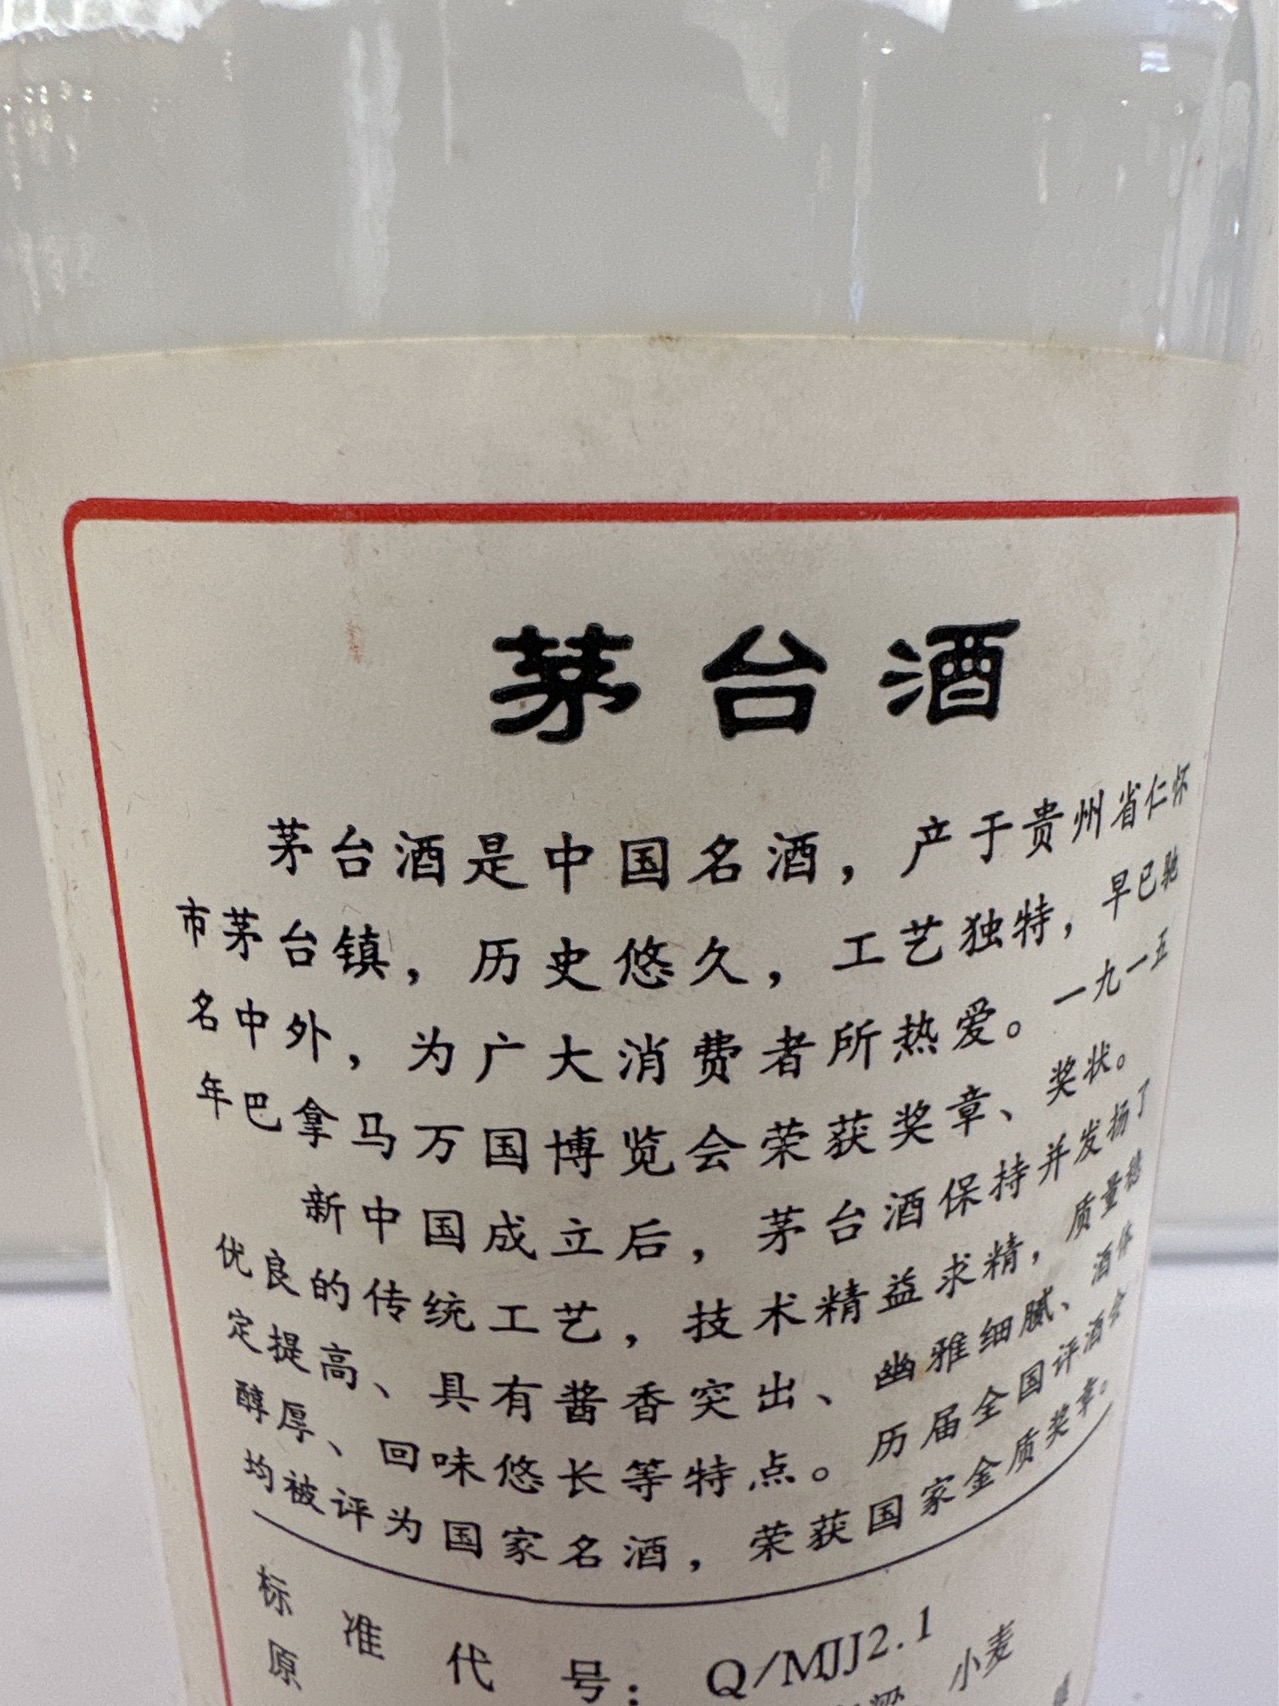 茅台酒
茅台酒是中国名酒，产于贵州省仁怀
市茅台镇，历史悠久，工艺独特，早已驰
名中外，为广大消费者所热爱。一九一五
年巴拿马万国博览会荣获奖章、奖状。
新中国成立后，茅台酒保持并发扬了
优良的传统工艺，技术精益求精，质量稳
定提高、具有酱香突出、幽雅细腻、酒体
醇厚、回味悠长等特点。历届全国评酒会
均被评为国家名酒，荣获国家金质奖章。
标准代号：Q/MJJ2.1
原 小麦